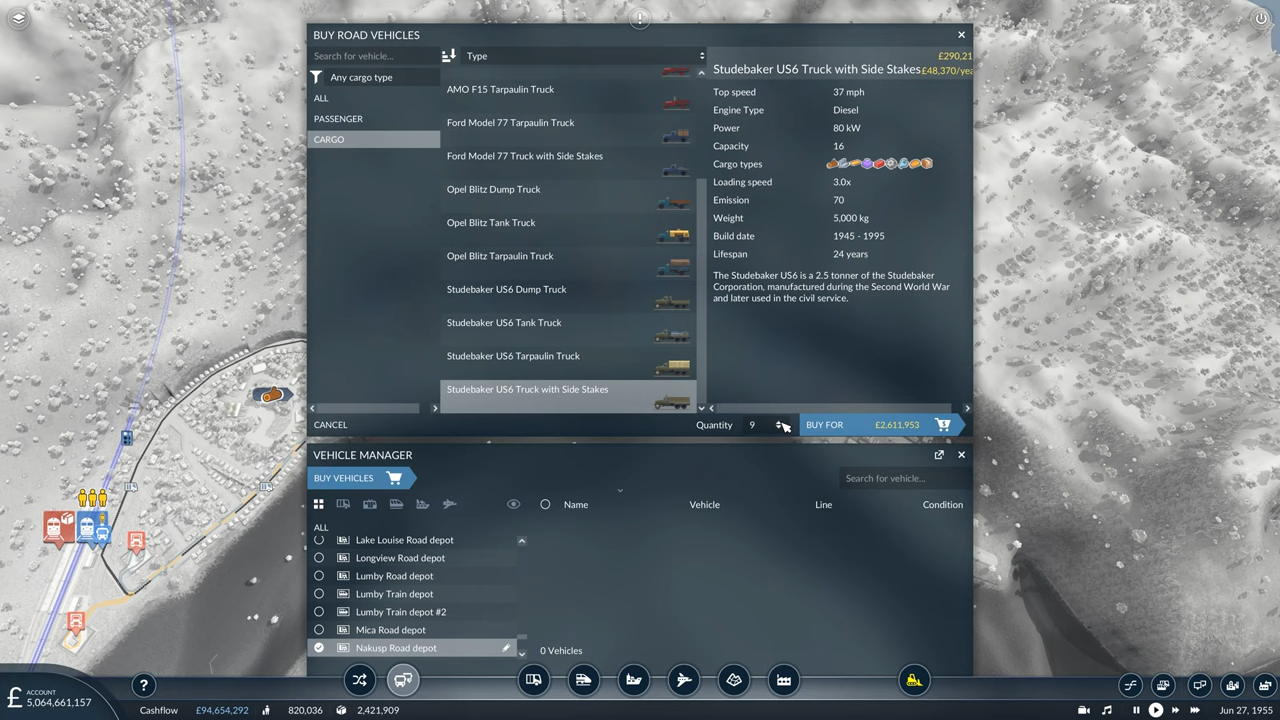 BUY ROAD VEHICLES
Search for vehicle...
Type
Any cargo type
ALL
PASSENGER
CARGO
AMO F15 Tarpaulin Truck
Ford Model 77 Tarpaulin Truck
Ford Model 77 Truck with Side Stakes
Opel Blitz Dump Truck
Opel Blitz Tank Truck
Opel Blitz Tarpaulin Truck
Studebaker US6 Dump Truck
Studebaker US6 Tank Truck
Studebaker US6 Tarpaulin Truck
Studebaker US6 Truck with Side Stakes
£290,21
Studebaker US6 Truck with Side Stakes £48,370/yea
Top speed 37 mph
Engine Type Diesel
Power 80 kW
Capacity 16
Cargo types
Loading speed 3.0x
Emission 70
Weight 5,000 kg
Build date 1945 - 1995
Lifespan 24 years
The Studebaker US6 is a 2.5 tonner of the Studebaker
Corporation, manufactured during the Second World War
and later used in the civil service.
CANCEL
Quantity 9
BUY FOR £2,611,953
VEHICLE MANAGER
BUY VEHICLES
Search for vehicle...
Name Vehicle Line Condition
ALL
Lake Louise Road depot
Longview Road depot
Lumby Road depot
Lumby Train depot
Lumby Train depot #2
Mica Road depot
Nakusp Road depot
0 Vehicles
£ ACCOUNT
5,064,661,157
?
Cashflow £94,654,292 820,036 2,421,909
Jun 27, 1955